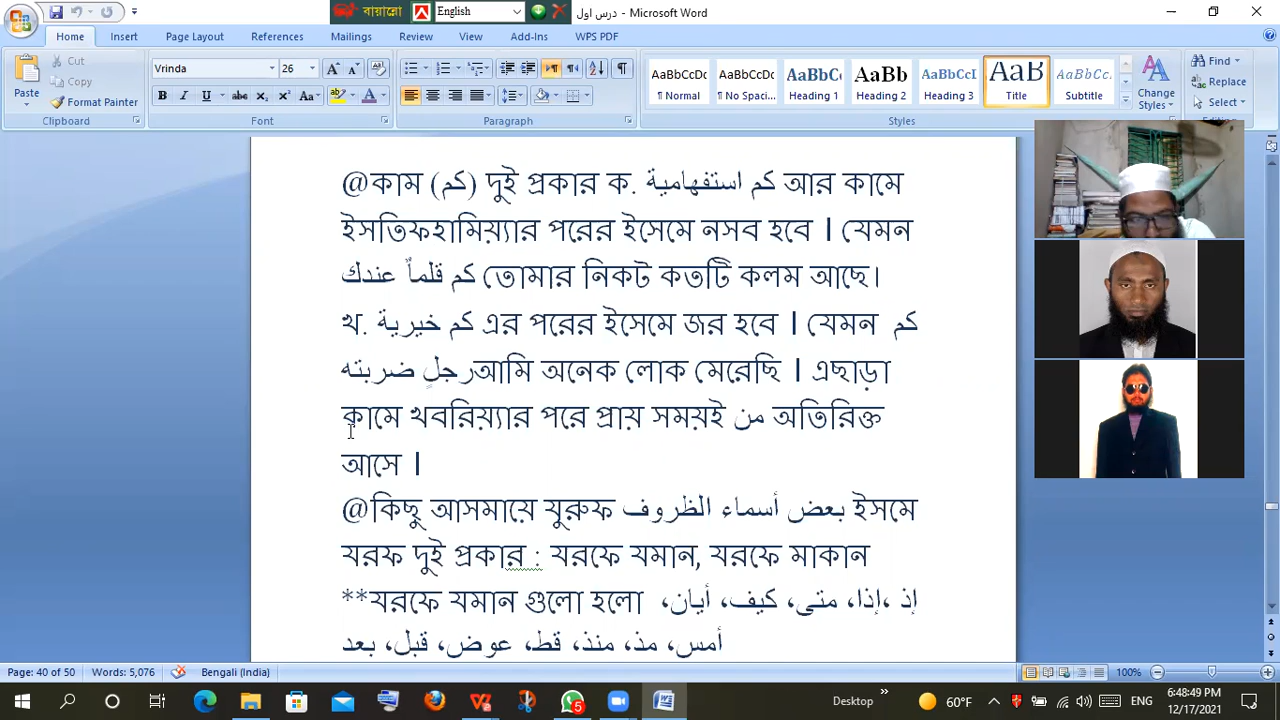 বায়ান্নো English درس اول - Microsoft Word
Home Insert Page Layout References Mailings Review View Add-Ins WPS PDF
Paste Cut Copy Format Painter
Vrinda 26
AaBbCcDc AaBbCcDc AaBbC AaBb AaBbCcI AaB AaBbCc.
¶ Normal ¶ No Spaci... Heading 1 Heading 2 Heading 3 Title Subtitle
Change Styles
Find Replace Select
Clipboard Font Paragraph Styles Editing
@কাম (كم) দুই প্রকার ক. كم استفهامية আর কামে
ইসতিফহামিয়্যার পরের ইসেমে নসব হবে । যেমন
كم قلماً عندك তোমার নিকট কতটি কলম আছে।
খ. كم خيرية এর পরের ইসেমে জর হবে । যেমন كم
رجلٍ ضربته আমি অনেক লোক মেরেছি । এছাড়া
কামে খবরিয়্যার পরে প্রায় সময়ই من অতিরিক্ত
আসে ।
@কিছু আসমায়ে যুরুফ بعض أسماء الظروف ইসমে
যরফ দুই প্রকার : যরফে যমান, যরফে মাকান
**যরফে যমান গুলো হলো إذ ،إذا، متى، كيف، أيان،
أمس، مذ، منذ، قط، عوض، قبل، بعد
Page: 40 of 50 Words: 5,076 Bengali (India) 100%
5 Desktop 60°F ENG 6:48:49 PM
12/17/2021